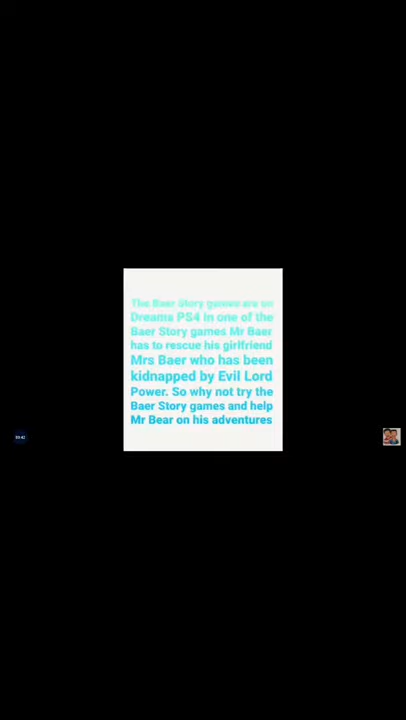 The Baer Story games are on
Dreams PS4 in one of the
Baer Story games Mr Baer
has to rescue his girlfriend
Mrs Baer who has been
kidnapped by Evil Lord
Power. So why not try the
Baer Story games and help
Mr Bear on his adventures